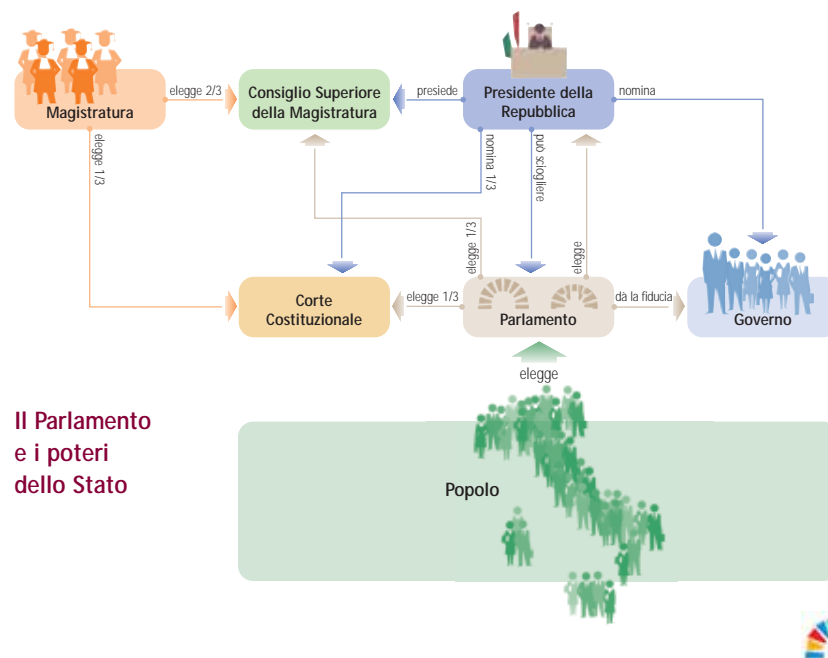 elegge 2/3
Consiglio Superiore
della Magistratura
presiede
Presidente della
Repubblica
nomina
Magistratura
elegge 1/3
nomina 1/3
può sciogliere
elegge 1/3
elegge
Corte
Costituzionale
elegge 1/3
Parlamento
dà la fiducia
Governo
elegge
Il Parlamento
e i poteri
dello Stato
Popolo